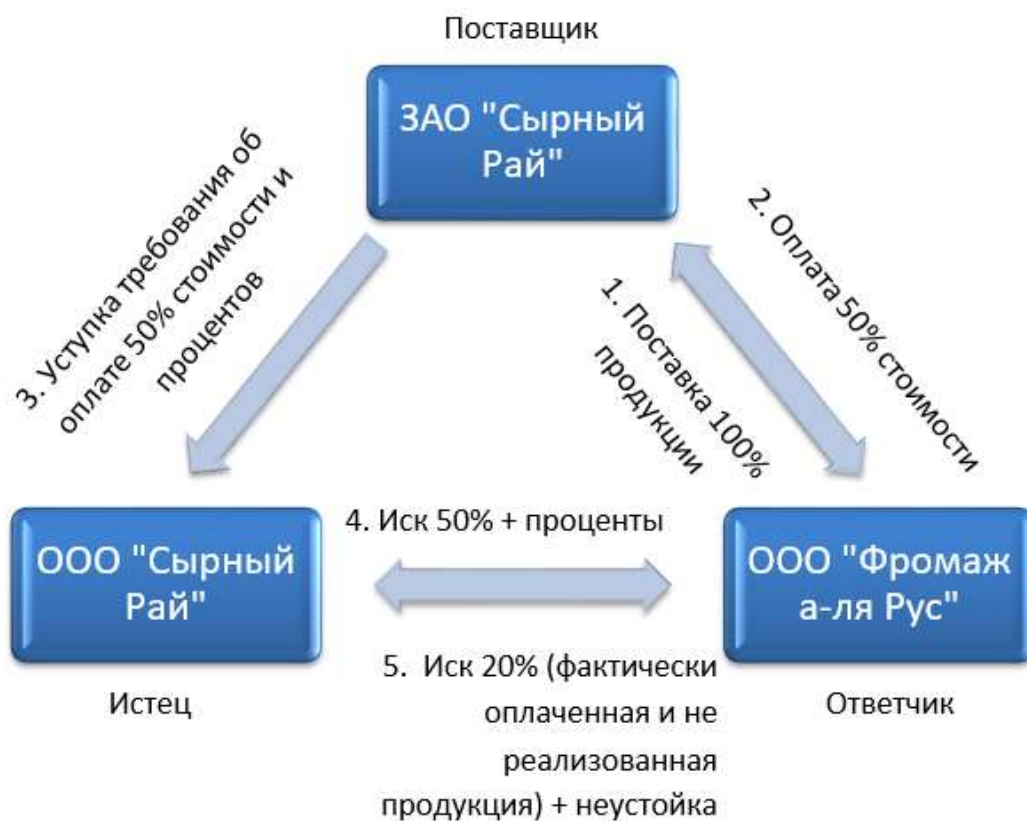 Поставщик
ЗАО "Сырный
Рай"
3. Уступка требования об
оплате 50% стоимости и
процентов
2. Оплата 50% стоимости
1. Поставка 100%
продукции
ООО "Сырный
Рай"
4. Иск 50% + проценты
ООО "Фромаж
а-ля Рус"
Истец
5. Иск 20% (фактически
оплаченная и не
реализованная
продукция) + неустойка
Ответчик